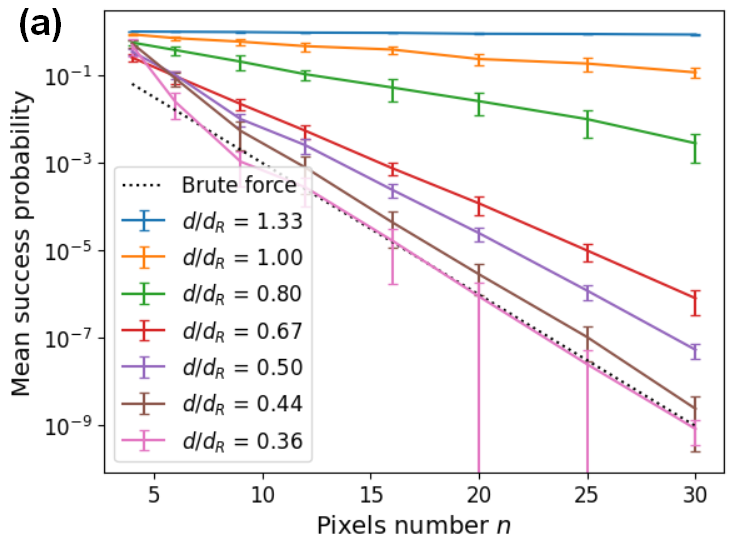 (a)
Mean success probability
10⁻¹
10⁻³
10⁻⁵
10⁻⁷
10⁻⁹
Brute force
d/d_R = 1.33
d/d_R = 1.00
d/d_R = 0.80
d/d_R = 0.67
d/d_R = 0.50
d/d_R = 0.44
d/d_R = 0.36
5 10 15 20 25 30
Pixels number n